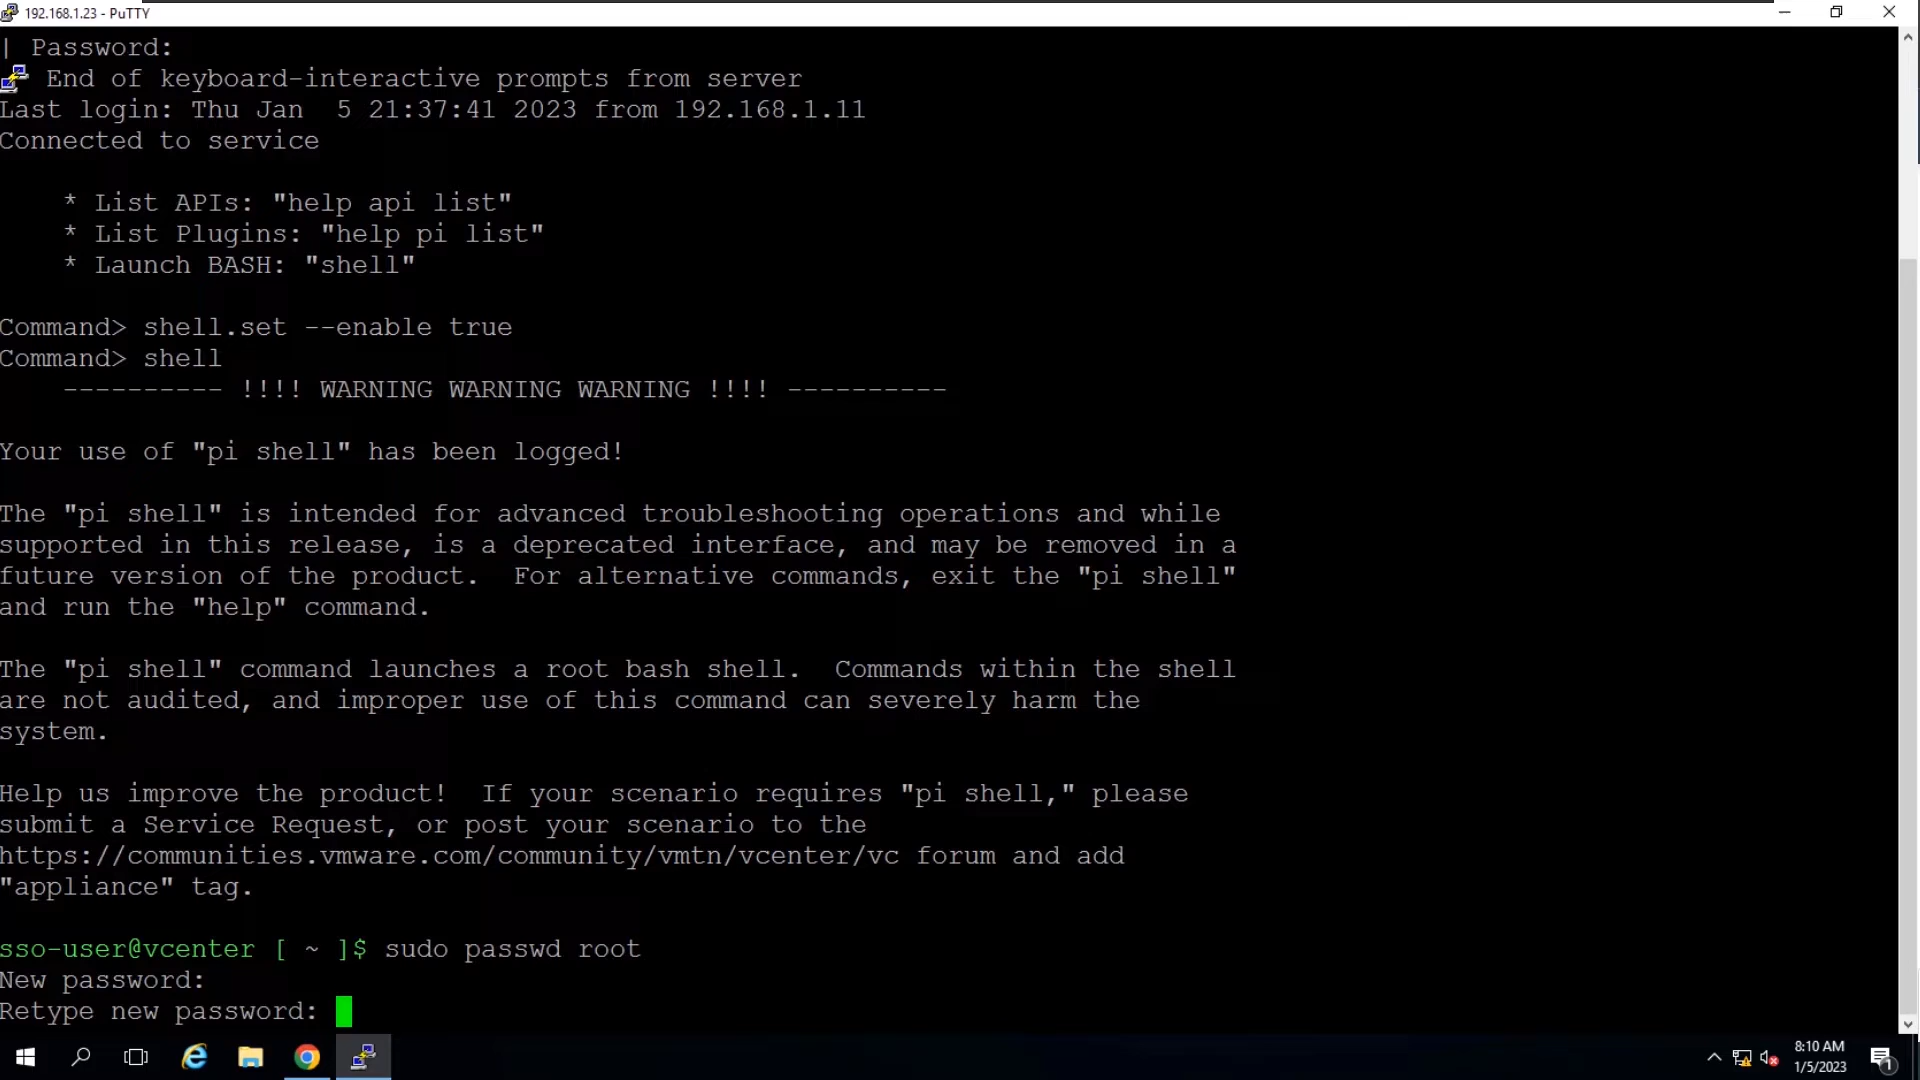 192.168.1.23 - PuTTY
| Password:
End of keyboard-interactive prompts from server
Last login: Thu Jan  5 21:37:41 2023 from 192.168.1.11
Connected to service
* List APIs: "help api list"
* List Plugins: "help pi list"
* Launch BASH: "shell"
Command> shell.set --enable true
Command> shell
---------- !!!! WARNING WARNING WARNING !!!! ----------
Your use of "pi shell" has been logged!
The "pi shell" is intended for advanced troubleshooting operations and while
supported in this release, is a deprecated interface, and may be removed in a
future version of the product.  For alternative commands, exit the "pi shell"
and run the "help" command.
The "pi shell" command launches a root bash shell.  Commands within the shell
are not audited, and improper use of this command can severely harm the
system.
Help us improve the product!  If your scenario requires "pi shell," please
submit a Service Request, or post your scenario to the
https://communities.vmware.com/community/vmtn/vcenter/vc forum and add
"appliance" tag.
sso-user@vcenter [ ~ ]$ sudo passwd root
New password:
Retype new password:
8:10 AM
1/5/2023
1